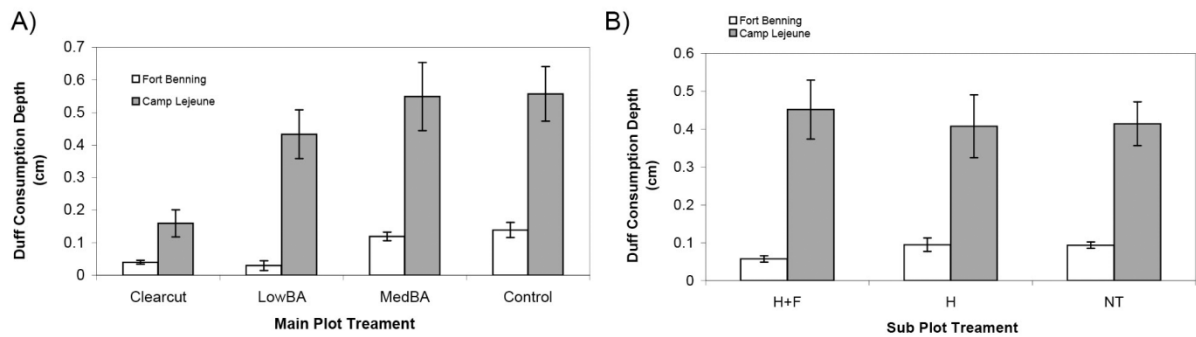 A)
Duff Consumption Depth
(cm)
0.7
0.6
0.5
0.4
0.3
0.2
0.1
0
Fort Benning
Camp Lejeune
Clearcut LowBA MedBA Control
Main Plot Treament
B)
Fort Benning
Camp Lejeune
Duff Consumption Depth
(cm)
0.6
0.5
0.4
0.3
0.2
0.1
0
H+F H NT
Sub Plot Treament